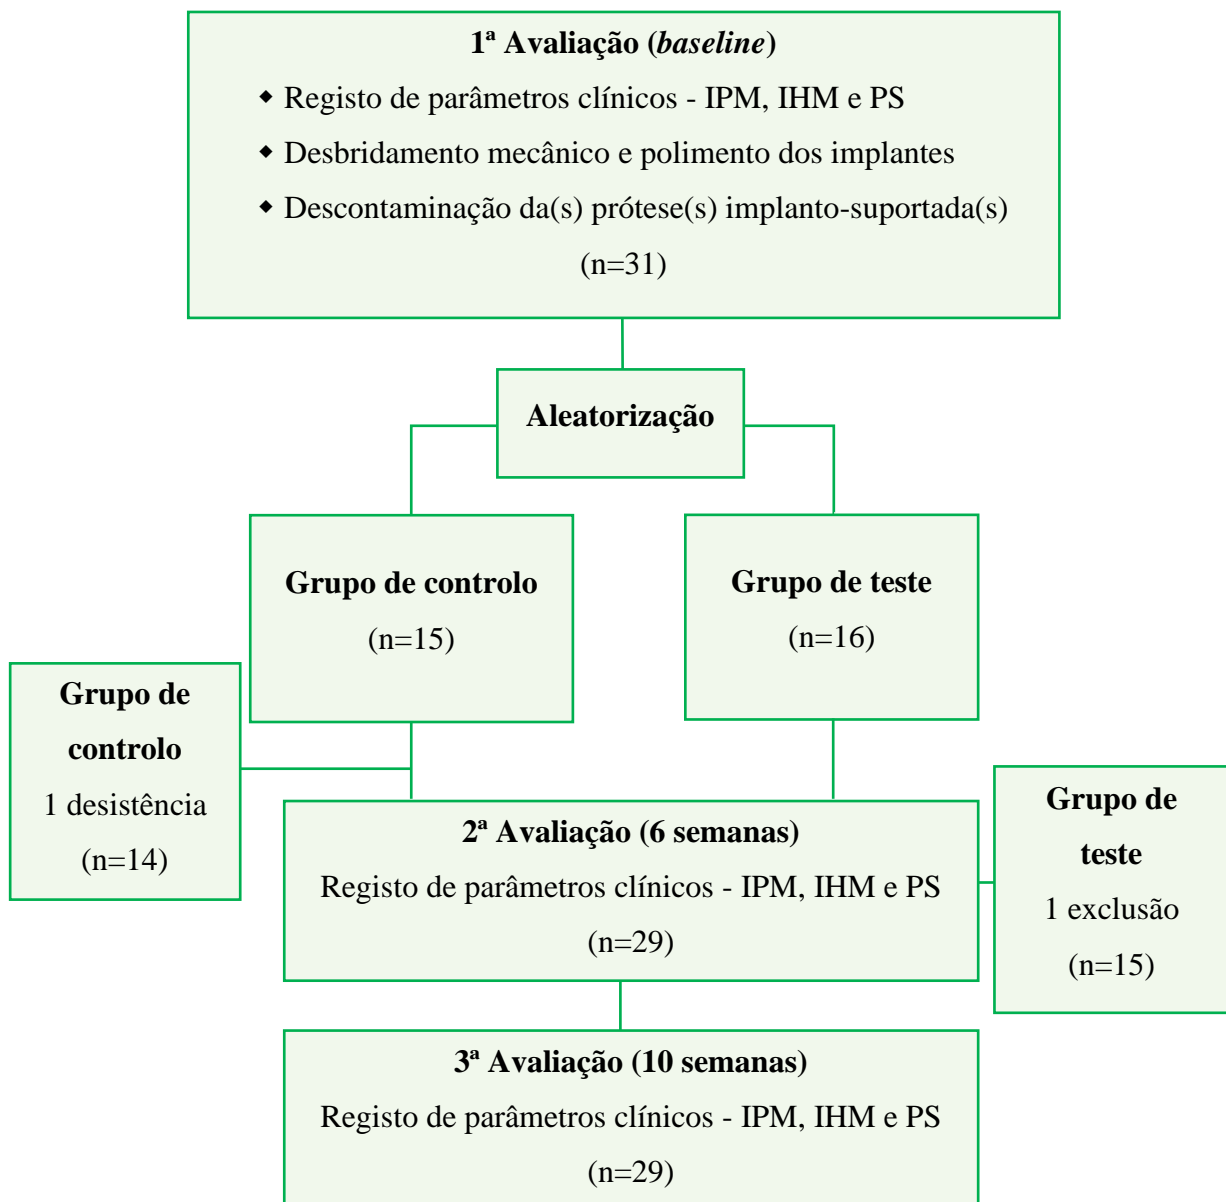 1ª Avaliação (baseline)
◆ Registo de parâmetros clínicos - IPM, IHM e PS
◆ Desbridamento mecânico e polimento dos implantes
◆ Descontaminação da(s) prótese(s) implanto-suportada(s)
(n=31)
Aleatorização
Grupo de controlo
(n=15)
Grupo de teste
(n=16)
Grupo de
controlo
1 desistência
(n=14)
2ª Avaliação (6 semanas)
Registo de parâmetros clínicos - IPM, IHM e PS
(n=29)
Grupo de
teste
1 exclusão
(n=15)
3ª Avaliação (10 semanas)
Registo de parâmetros clínicos - IPM, IHM e PS
(n=29)